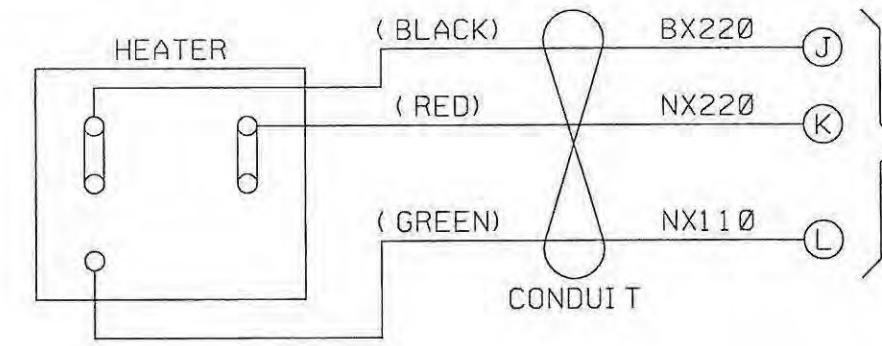 HEATER
(BLACK) BX220 J
(RED) NX220 K
(GREEN) NX110 L
CONDUIT